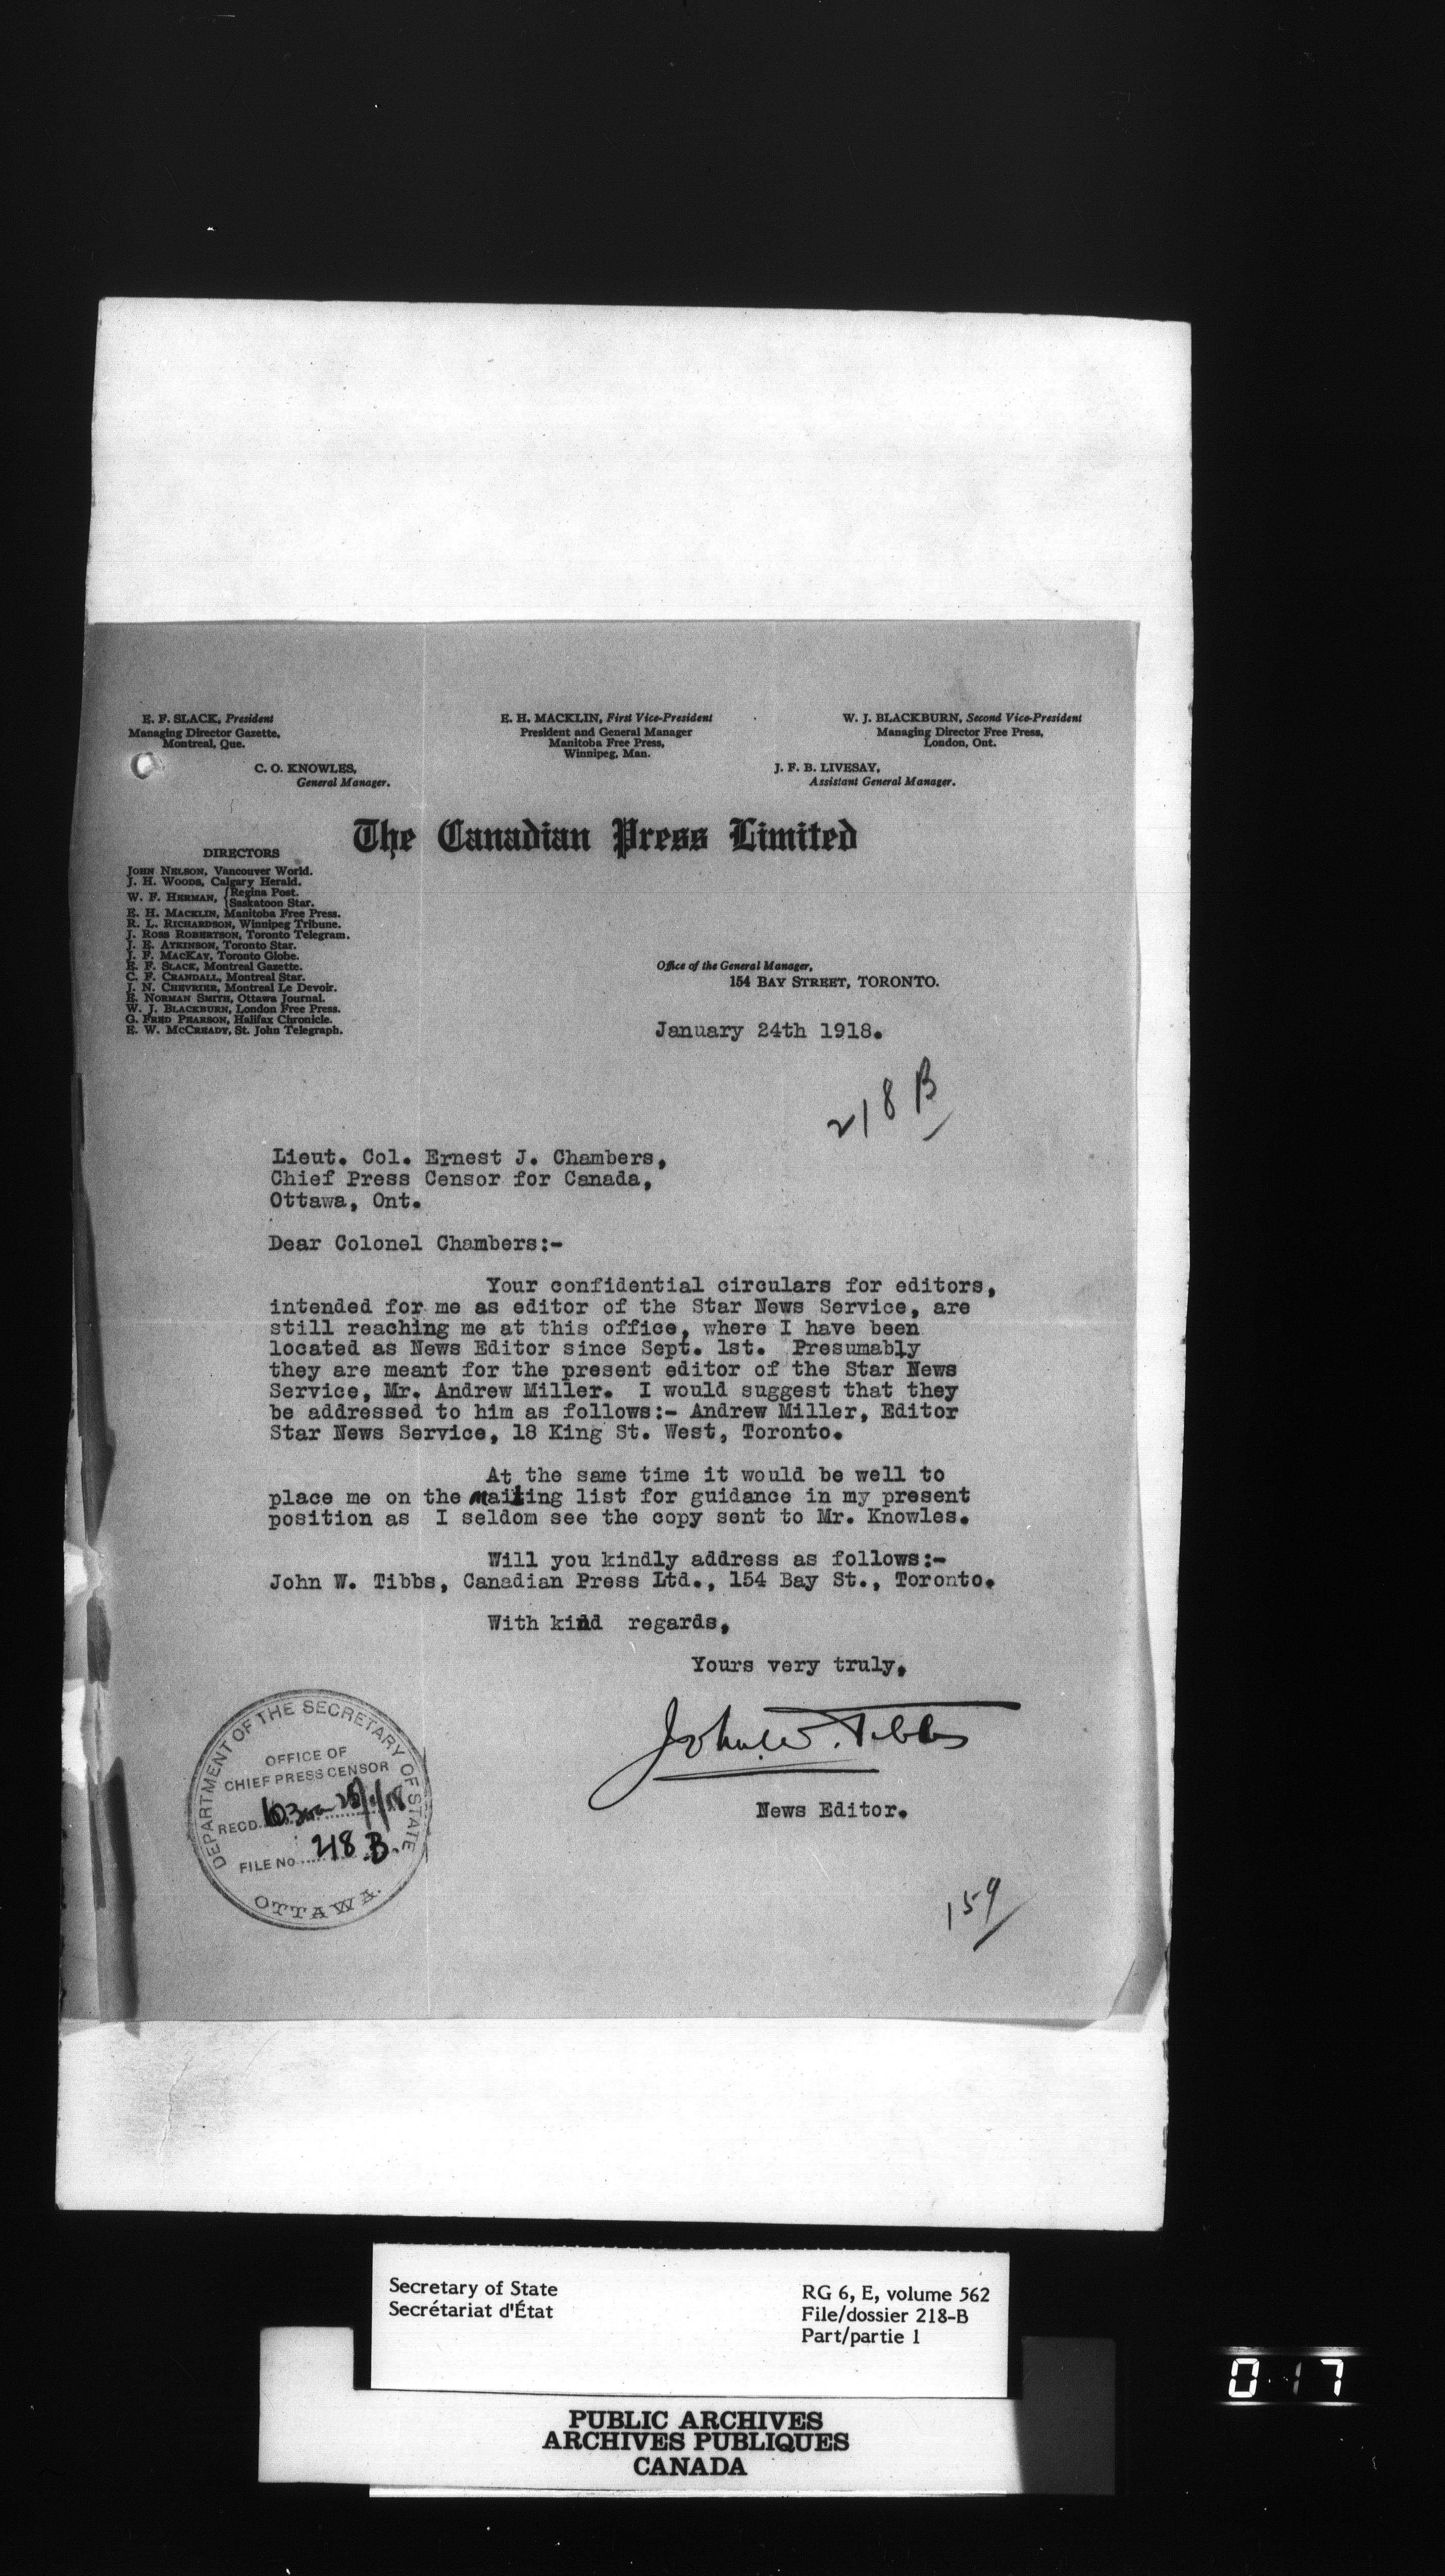 E. F. SLACK, President
Managing Director Gazette,
Montreal, Que.
E. H. MACKLIN, First Vice-President
President and General Manager
Manitoba Free Press,
Winnipeg, Man.
W. J. BLACKBURN, Second Vice-President
Managing Director Free Press,
London, Ont.
C. O. KNOWLES,
General Manager.
J. F. B. LIVESAY,
Assistant General Manager.
The Canadian Press Limited
DIRECTORS
JOHN NELSON, Vancouver World.
J. H. WOODS, Calgary Herald.
W. F. HERMAN, {Regina Post.
Saskatoon Star.
E. H. MACKLIN, Manitoba Free Press.
R. L. RICHARDSON, Winnipeg Tribune.
J. ROSS ROBERTSON, Toronto Telegram.
J. E. ATKINSON, Toronto Star.
J. F. MACKAY, Toronto Globe.
E. F. SLACK, Montreal Gazette.
C. F. CRANDALL, Montreal Star.
J. N. CHEVRIER, Montreal Le Devoir.
E. NORMAN SMITH, Ottawa Journal.
W. J. BLACKBURN, London Free Press.
G. FRED PEARSON, Halifax Chronicle.
E. W. MCCREADY, St. John Telegraph.
Office of the General Manager,
154 BAY STREET, TORONTO.
January 24th 1918.
218 B
Lieut. Col. Ernest J. Chambers,
Chief Press Censor for Canada,
Ottawa, Ont.
Dear Colonel Chambers:-
Your confidential circulars for editors,
intended for me as editor of the Star News Service, are
still reaching me at this office, where I have been
located as News Editor since Sept. 1st. Presumably
they are meant for the present editor of the Star News
Service, Mr. Andrew Miller. I would suggest that they
be addressed to him as follows:- Andrew Miller, Editor
Star News Service, 18 King St. West, Toronto.
At the same time it would be well to
place me on the mailing list for guidance in my present
position as I seldom see the copy sent to Mr. Knowles.
Will you kindly address as follows:-
John W. Tibbs, Canadian Press Ltd., 154 Bay St., Toronto.
With kind regards,
Yours very truly,
John W. Tibbs
News Editor.
DEPARTMENT OF THE SECRETARY OF STATE
OFFICE OF
CHIEF PRESS CENSOR
RECD.
FILE No. 218 B.
OTTAWA.
159
Secretary of State
Secrétariat d'État
RG 6, E, volume 562
File/dossier 218-B
Part/partie 1
PUBLIC ARCHIVES
ARCHIVES PUBLIQUES
CANADA
017